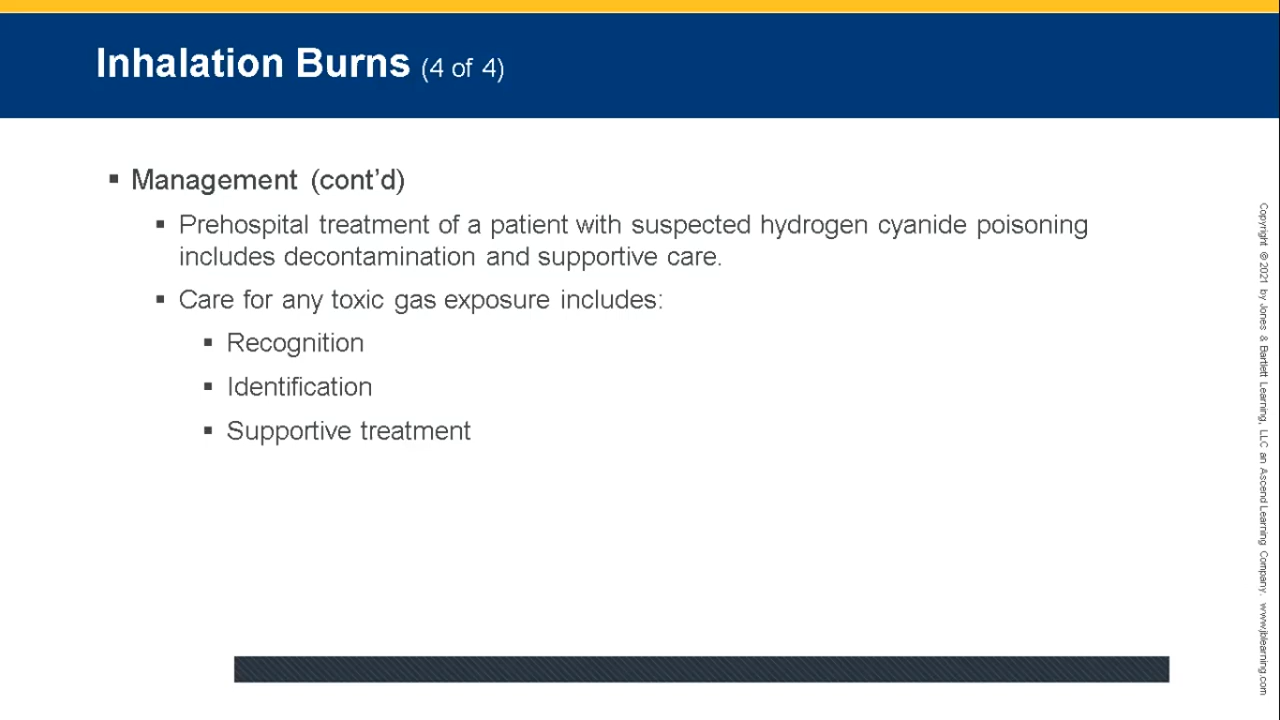 Inhalation Burns (4 of 4)
▪ Management (cont’d)
▪ Prehospital treatment of a patient with suspected hydrogen cyanide poisoning
includes decontamination and supportive care.
▪ Care for any toxic gas exposure includes:
▪ Recognition
▪ Identification
▪ Supportive treatment
Copyright © 2021 by Jones & Bartlett Learning, LLC an Ascend Learning Company. www.jblearning.com